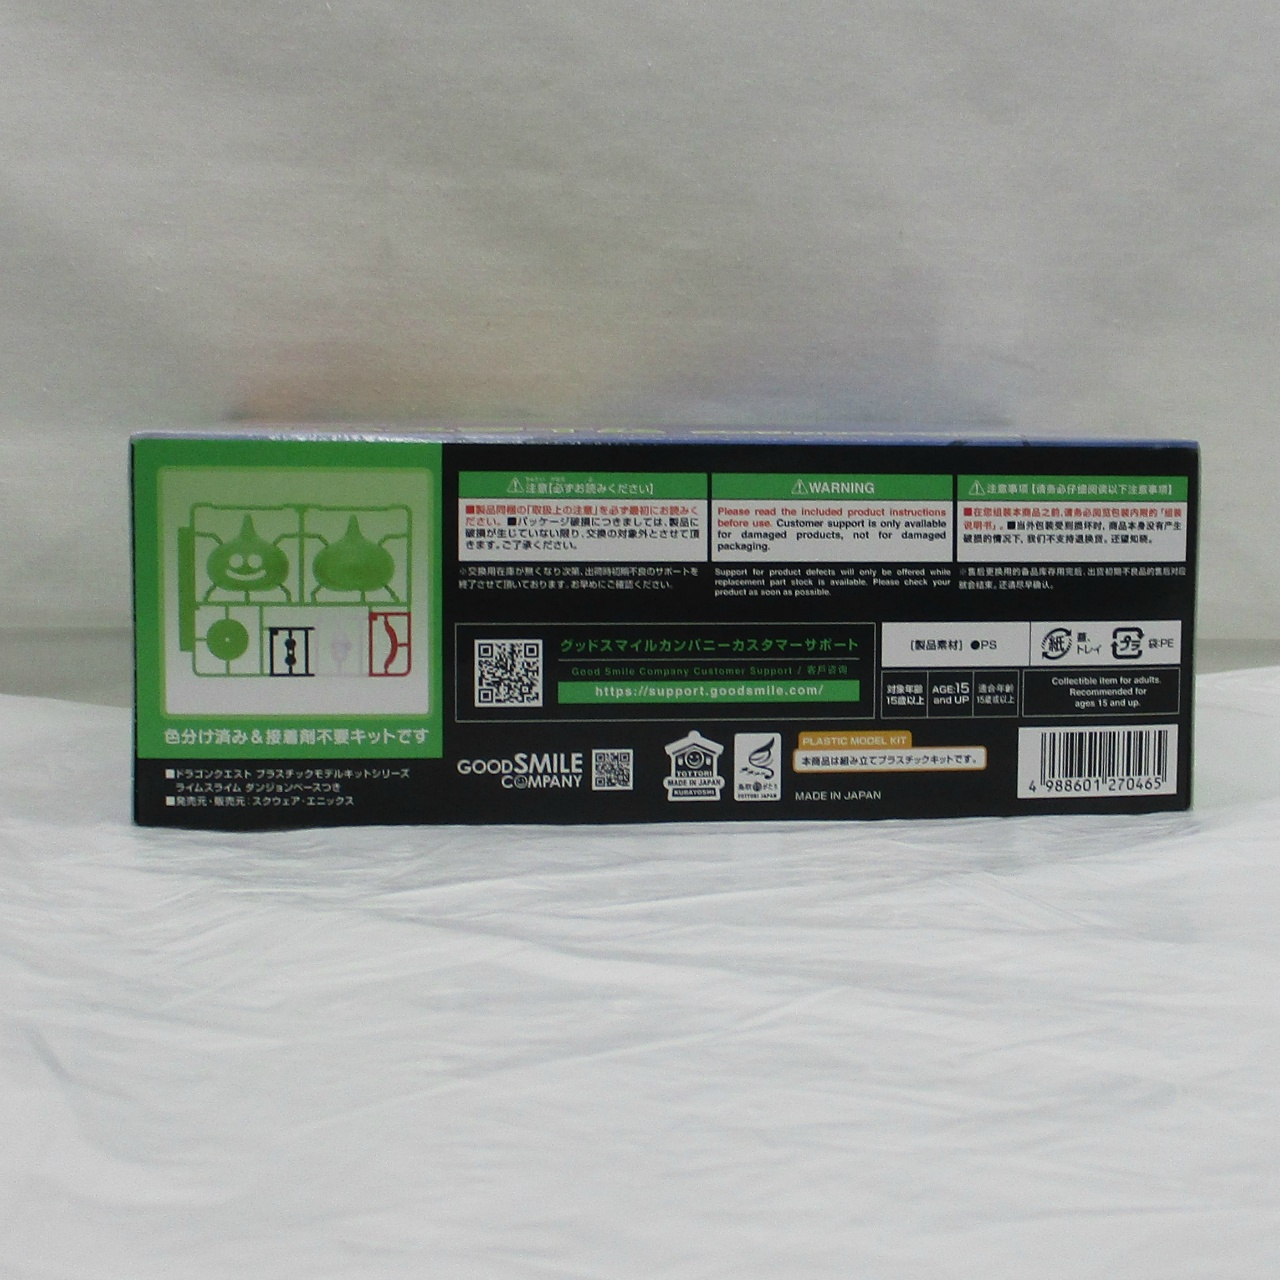 色分け済み＆接着剤不要キットです
■ドラゴンクエスト プラスチックモデルキットシリーズ
ライムスライム ダンジョンベースつき
■発売元・販売元：スクウェア・エニックス
⚠注意【必ずお読みください】
■製品同梱の「取扱上の注意」を必ず最初にお読みく
ださい。■パッケージ破損につきましては、製品に
破損が生じていない限り、交換の対象外とさせて頂
きます。ご了承ください。
※交換用在庫が無くなり次第、出荷時初期不良のサポートを
終了させて頂いております。お早めにご確認ください。
⚠WARNING
Please read the included product instructions
before use. Customer support is only available
for damaged products, not for damaged
packaging.
Support for product defects will only be offered while
replacement part stock is available. Please check your
product as soon as possible.
⚠注意事项【请务必仔细阅读以下注意事项】
■在您组装本商品之前,请务必阅览包装内附的「组装
说明书」。■当外包装受到损坏时,商品本身没有产生
破损的情况下,我们不支持退换货。还望知晓。
※售后更换用的备品库存用完后,出货初期不良品的售后对应
就会结束。还请尽早确认。
グッドスマイルカンパニーカスタマーサポート
Good Smile Company Customer Support / 客戶咨询
https://support.goodsmile.com/
［製品素材］●PS
紙
蓋、
トレイ
プラ
袋:PE
対象年齢
15歳以上
AGE:15
and UP
适合年龄
15歳或以上
Collectible item for adults.
Recommended for
ages 15 and up.
GOOD SMILE
COMPANY
TOTTORI
MADE IN JAPAN
KURAYOSHI
TOTTORI JAPAN
PLASTIC MODEL KIT
本商品は組み立てプラスチックキットです。
MADE IN JAPAN
4 988601 270465